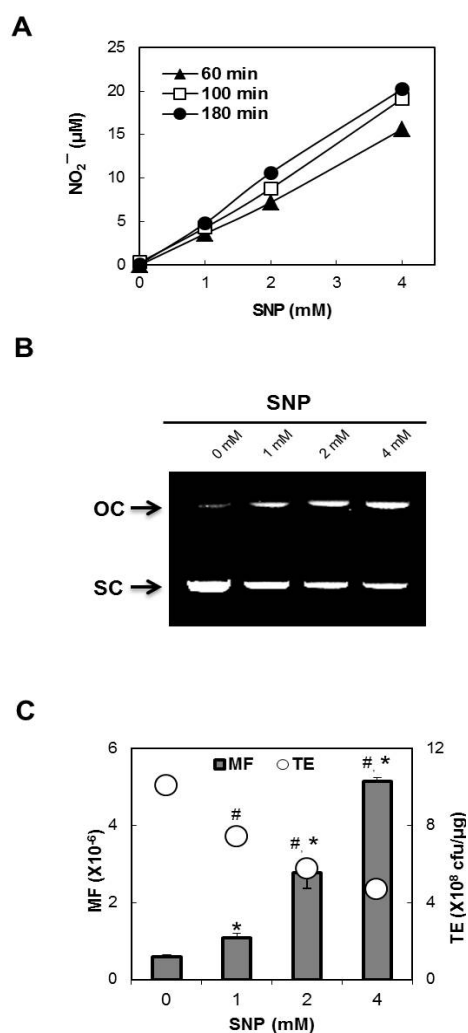 A
25
20
15
10
5
0
NO₂⁻ (µM)
60 min
100 min
180 min
0 1 2 3 4
SNP (mM)
B
SNP
0 mM 1 mM 2 mM 4 mM
OC
SC
C
MF TE
6
4
2
0
MF (X10⁻⁶)
12
8
4
0
TE (X10⁸ cfu/µg)
#
*
#, *
#, *
0 1 2 4
SNP (mM)